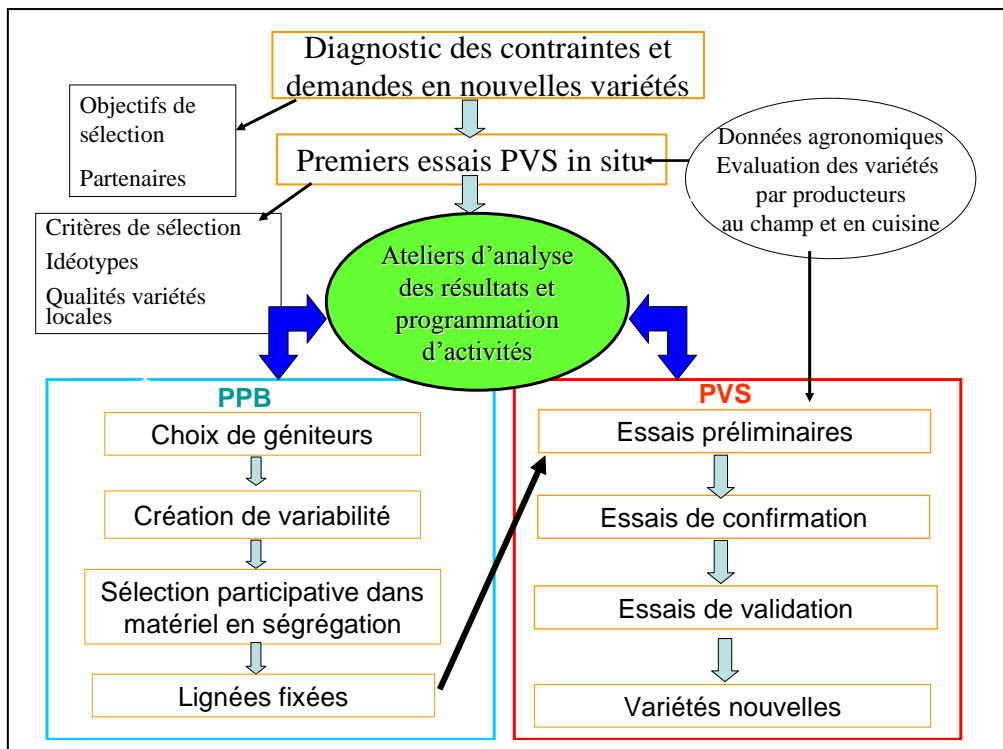 Diagnostic des contraintes et
demandes en nouvelles variétés
Objectifs de
sélection
Partenaires
Premiers essais PVS in situ
Données agronomiques
Evaluation des variétés
par producteurs
au champ et en cuisine
Critères de sélection
Idéotypes
Qualités variétés
locales
Ateliers d’analyse
des résultats et
programmation
d’activités
PPB
Choix de géniteurs
Création de variabilité
Sélection participative dans
matériel en ségrégation
Lignées fixées
PVS
Essais préliminaires
Essais de confirmation
Essais de validation
Variétés nouvelles